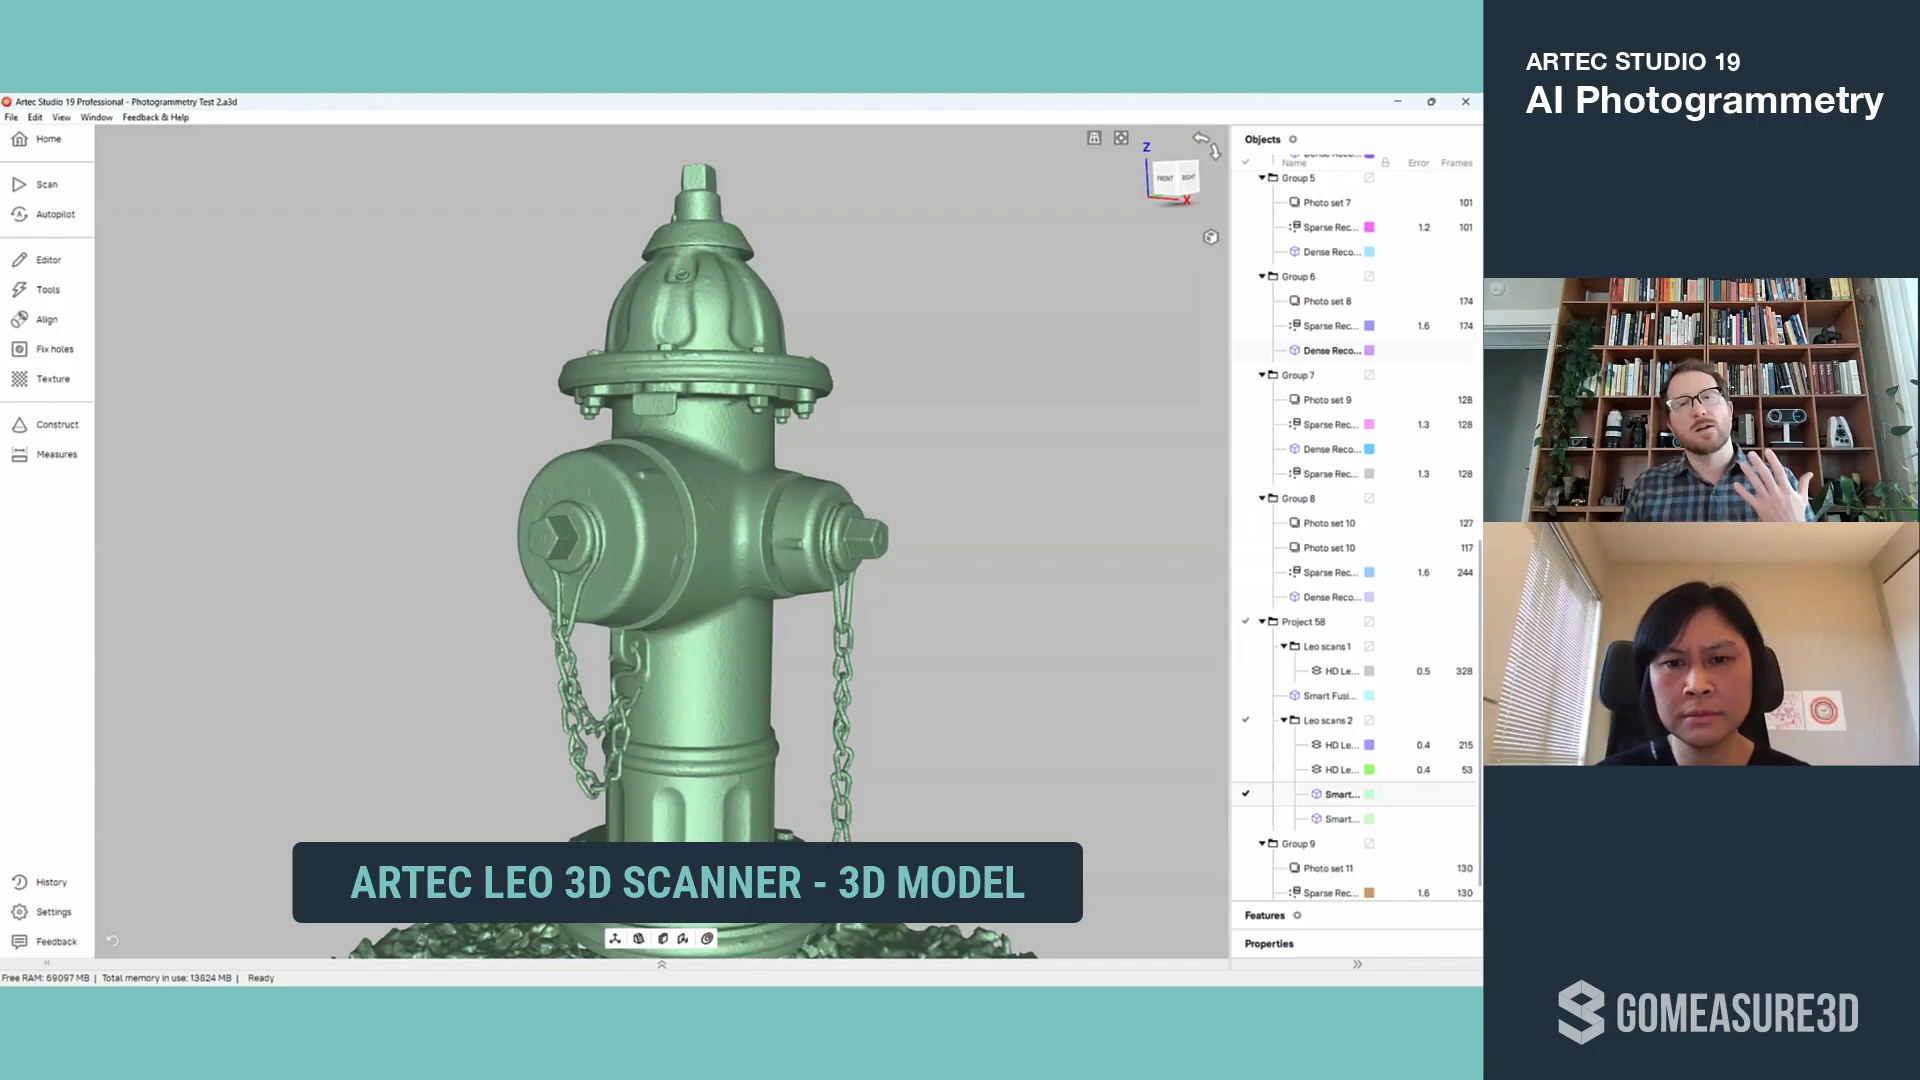 ARTEC STUDIO 19
AI Photogrammetry
Artec Studio 19 Professional - Photogrammetry Test 2.a3d
File Edit View Window Feedback & Help
Home
Scan
Autopilot
Editor
Tools
Align
Fix holes
Texture
Construct
Measures
History
Settings
Feedback
Z
FRONT RIGHT
X
Objects
Name Error Frames
Group 5
Photo set 7 101
Sparse Rec... 1.2 101
Dense Reco...
Group 6
Photo set 8 174
Sparse Rec... 1.6 174
Dense Reco...
Group 7
Photo set 9 128
Sparse Rec... 1.3 128
Dense Reco...
Sparse Rec... 1.3 128
Group 8
Photo set 10 127
Photo set 10 117
Sparse Rec... 1.6 244
Dense Reco...
Project 58
Leo scans 1
HD Le... 0.5 328
Smart Fusi...
Leo scans 2
HD Le... 0.4 215
HD Le... 0.4 53
Smart...
Smart...
Group 9
Photo set 11 130
Sparse Rec... 1.6 130
Features
Properties
ARTEC LEO 3D SCANNER - 3D MODEL
Free RAM: 69097 MB | Total memory in use: 13824 MB | Ready
GOMEASURE3D